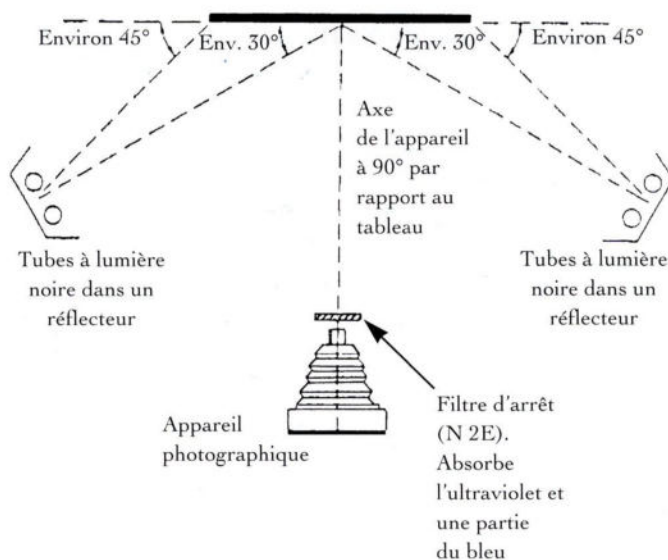 Environ 45°
Env. 30°
Env. 30°
Environ 45°
Axe
de l'appareil
à 90° par
rapport au
tableau
Tubes à lumière
noire dans un
réflecteur
Tubes à lumière
noire dans un
réflecteur
Appareil
photographique
Filtre d'arrêt
(N 2E).
Absorbe
l'ultraviolet et
une partie
du bleu